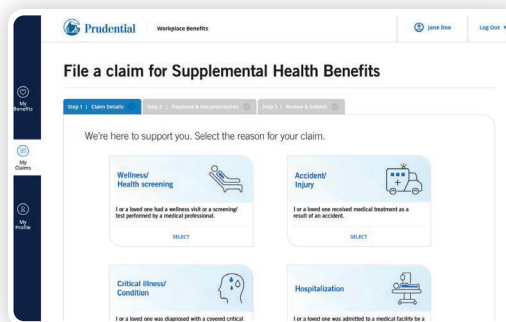 Prudential
Workplace Benefits
Jane Doe
Log Out
My
Benefits
My
Claims
My
Profile
File a claim for Supplemental Health Benefits
Step 1 | Claim Details
Step 2 | Payment & Documentation
Step 3 | Review & Submit
We're here to support you. Select the reason for your claim.
Wellness/
Health screening
I or a loved one had a wellness visit or a screening/
test performed by a medical professional.
SELECT
Accident/
Injury
I or a loved one received medical treatment as a
result of an accident.
SELECT
Critical illness/
Condition
I or a loved one was diagnosed with a covered critical
Hospitalization
I or a loved one was admitted to a medical facility by a